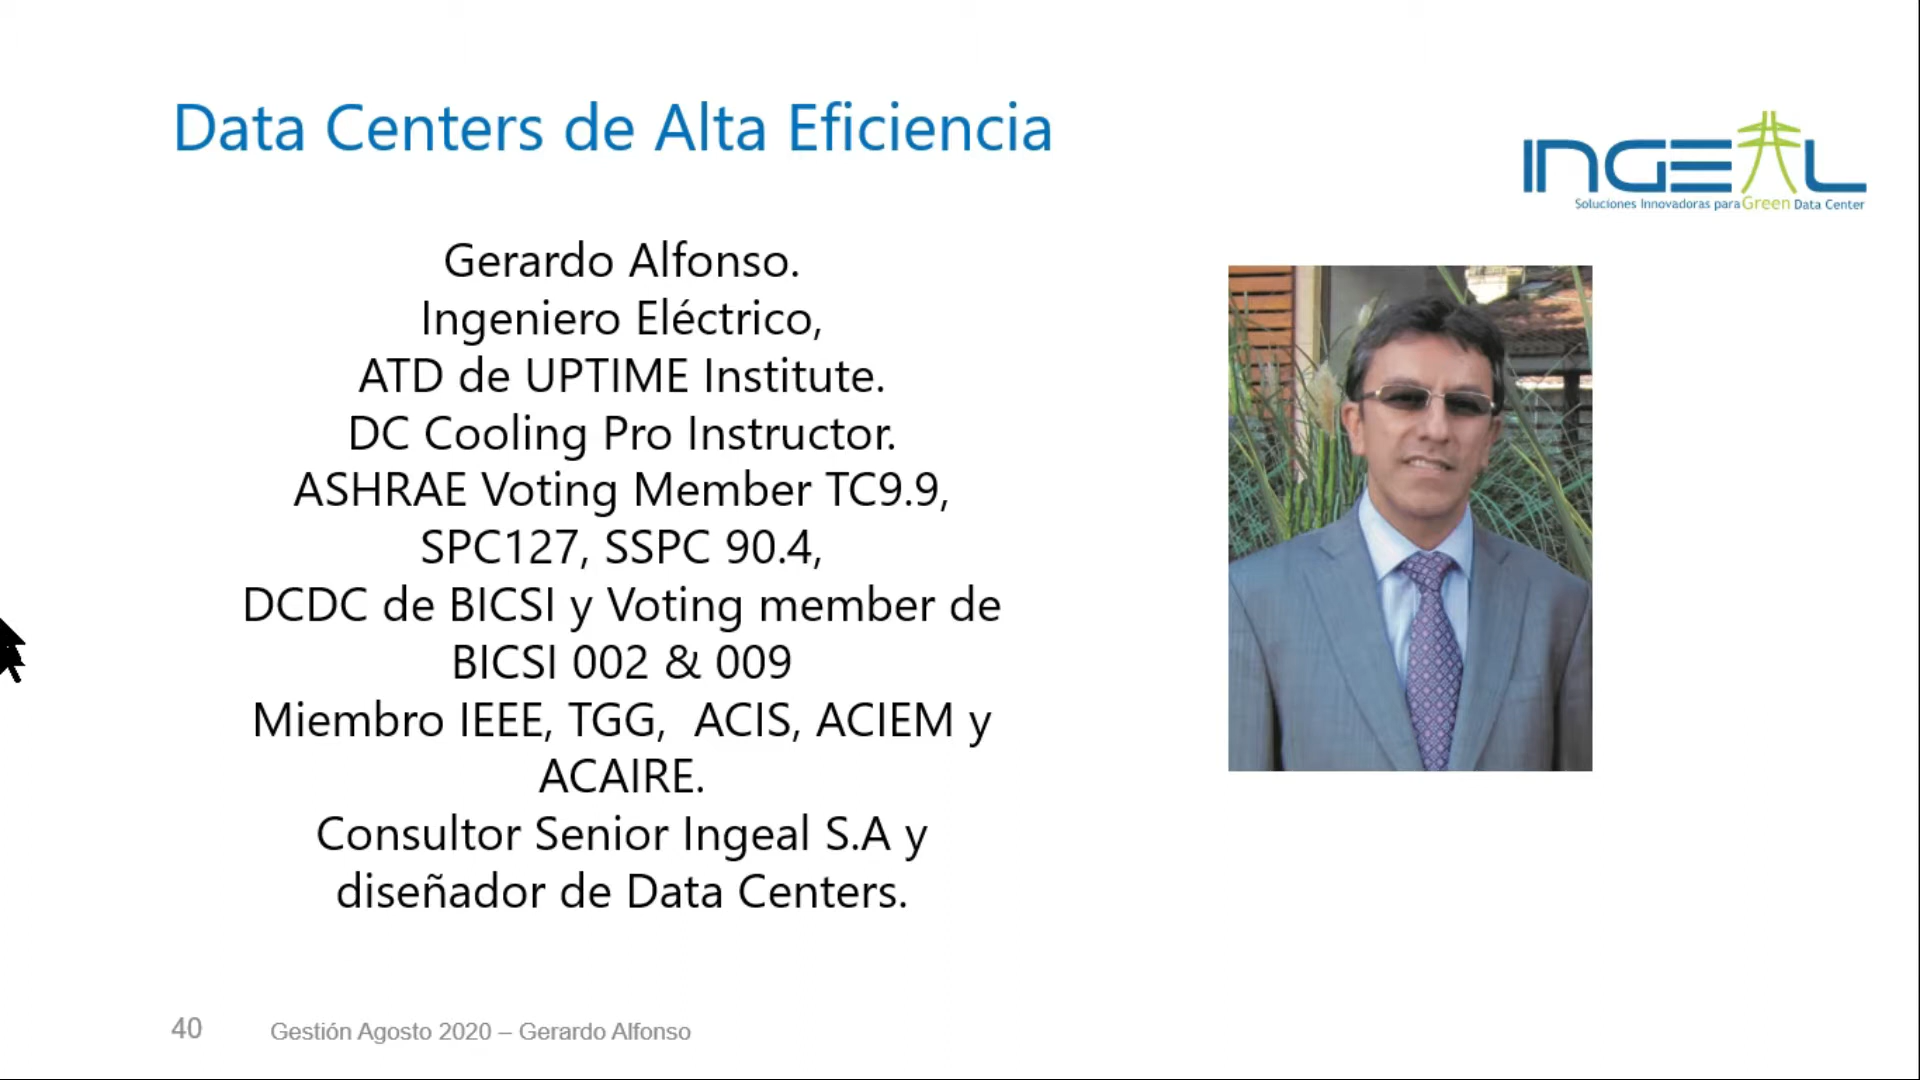 Data Centers de Alta Eficiencia
INGEAL
Soluciones Innovadoras para Green Data Center
Gerardo Alfonso.
Ingeniero Eléctrico,
ATD de UPTIME Institute.
DC Cooling Pro Instructor.
ASHRAE Voting Member TC9.9,
SPC127, SSPC 90.4,
DCDC de BICSI y Voting member de
BICSI 002 & 009
Miembro IEEE, TGG, ACIS, ACIEM y
ACAIRE.
Consultor Senior Ingeal S.A y
diseñador de Data Centers.
40 Gestión Agosto 2020 – Gerardo Alfonso